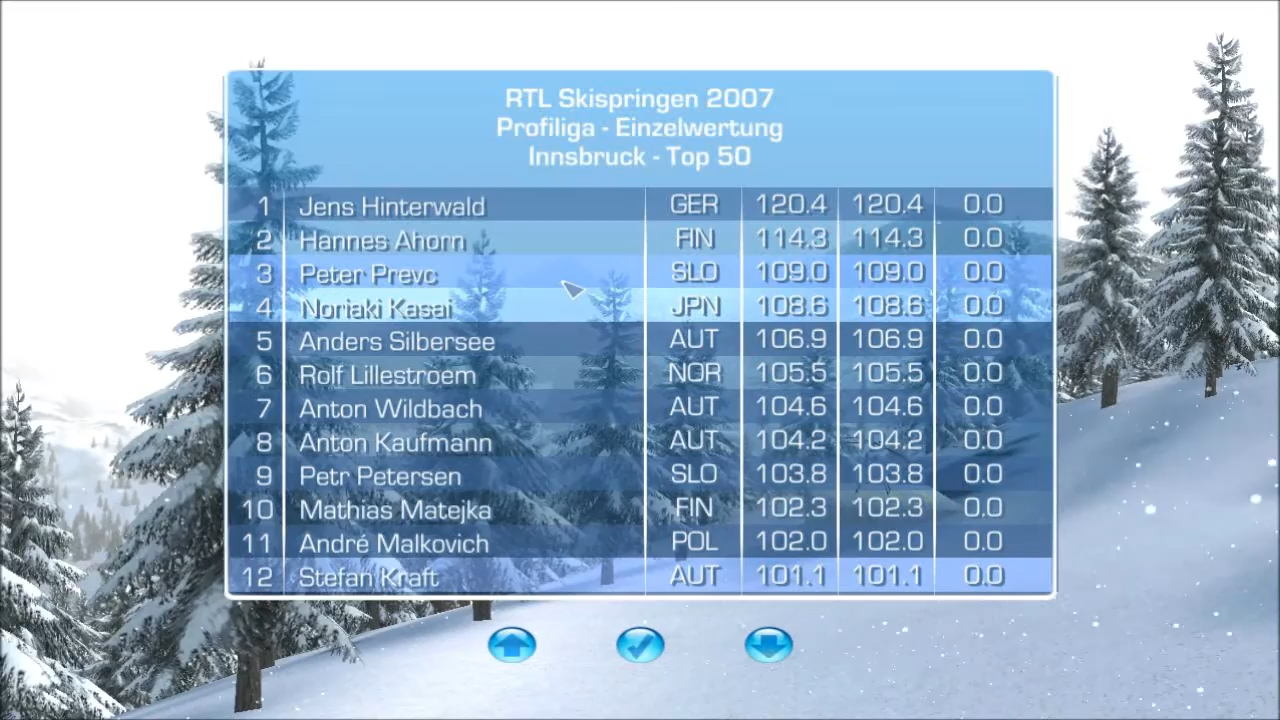 RTL Skispringen 2007
Profiliga - Einzelwertung
Innsbruck - Top 50
1 Jens Hinterwald GER 120.4 120.4 0.0
2 Hannes Ahorn FIN 114.3 114.3 0.0
3 Peter Prevc SLO 109.0 109.0 0.0
4 Noriaki Kasai JPN 108.6 108.6 0.0
5 Anders Silbersee AUT 106.9 106.9 0.0
6 Rolf Lillestroem NOR 105.5 105.5 0.0
7 Anton Wildbach AUT 104.6 104.6 0.0
8 Anton Kaufmann AUT 104.2 104.2 0.0
9 Petr Petersen SLO 103.8 103.8 0.0
10 Mathias Matejka FIN 102.3 102.3 0.0
11 André Malkovich POL 102.0 102.0 0.0
12 Stefan Kraft AUT 101.1 101.1 0.0